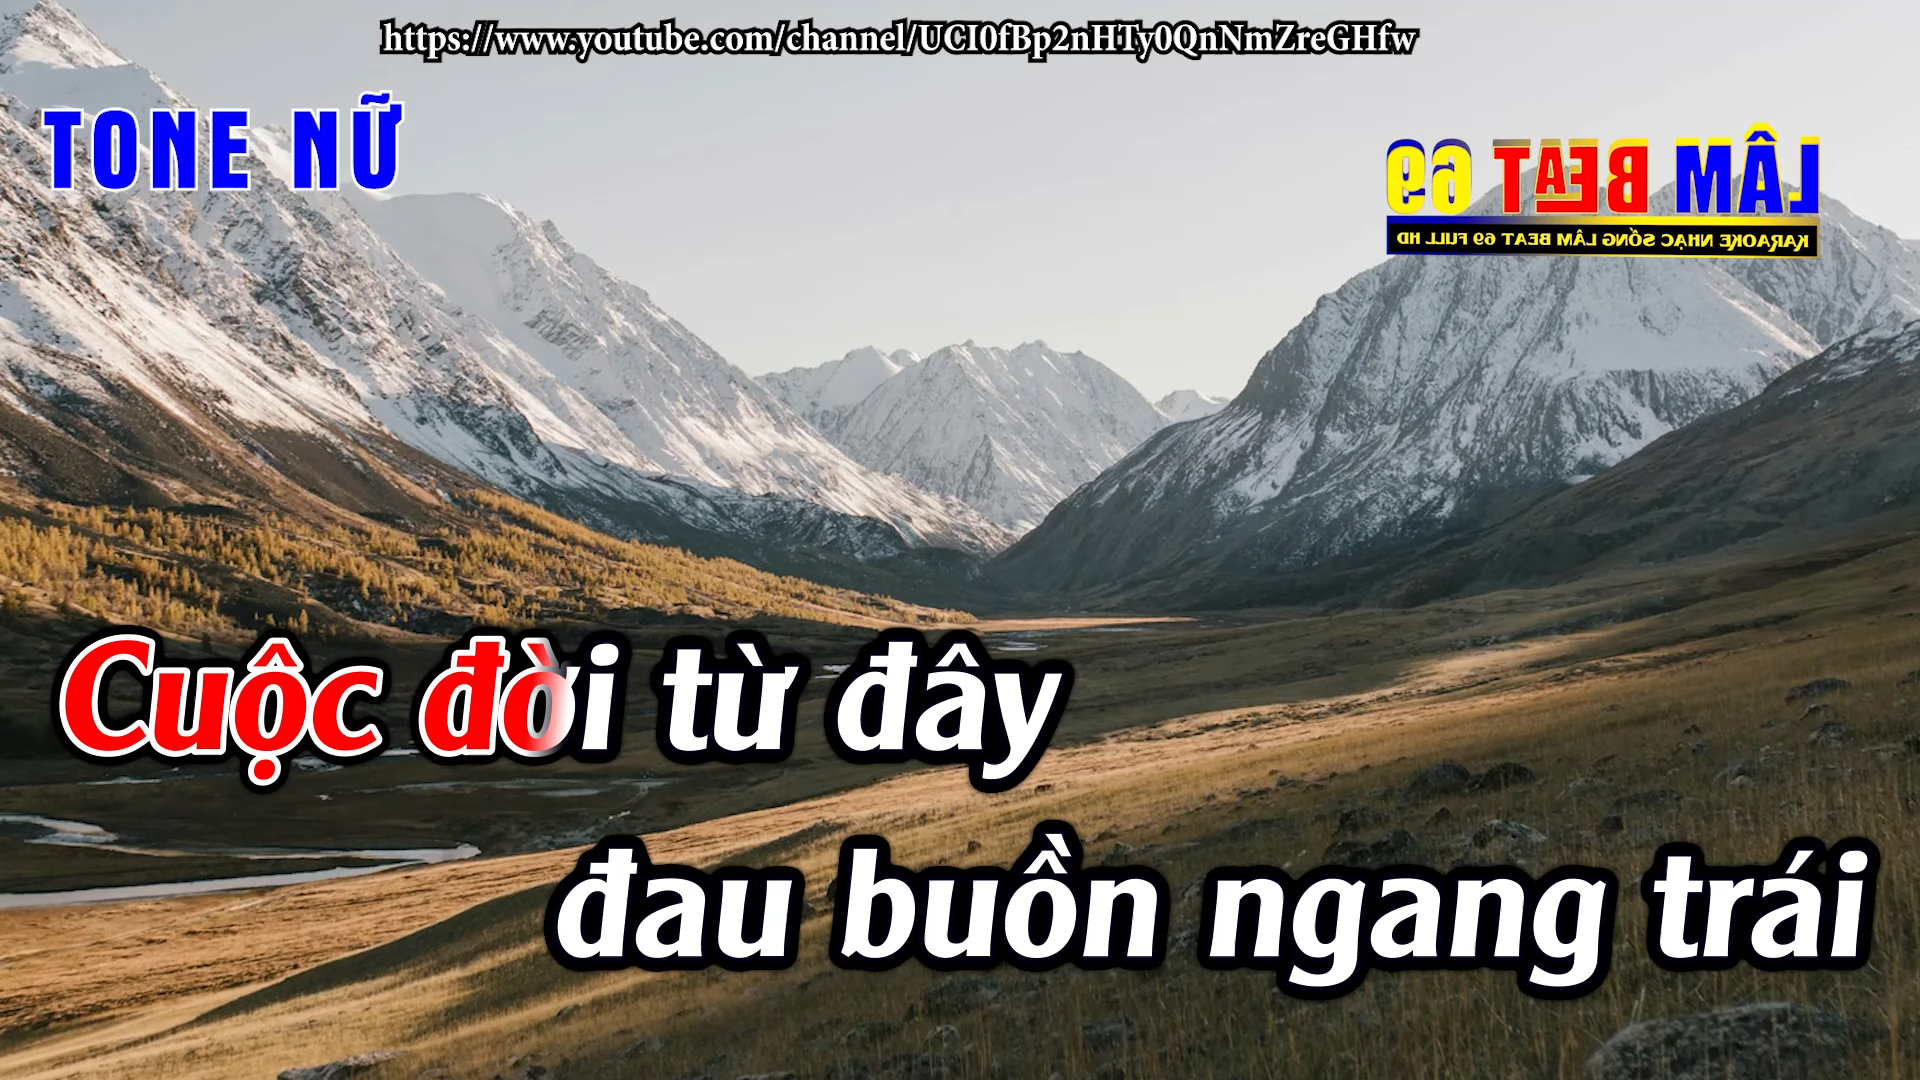 https://www.youtube.com/channel/UCI0fBp2nHTy0QnNmZreGHfw
TONE NỮ
LÂM BEAT 69
KARAOKE NHẠC SỐNG LÂM BEAT 69 FULL HD
Cuộc đời từ đây
đau buồn ngang trái